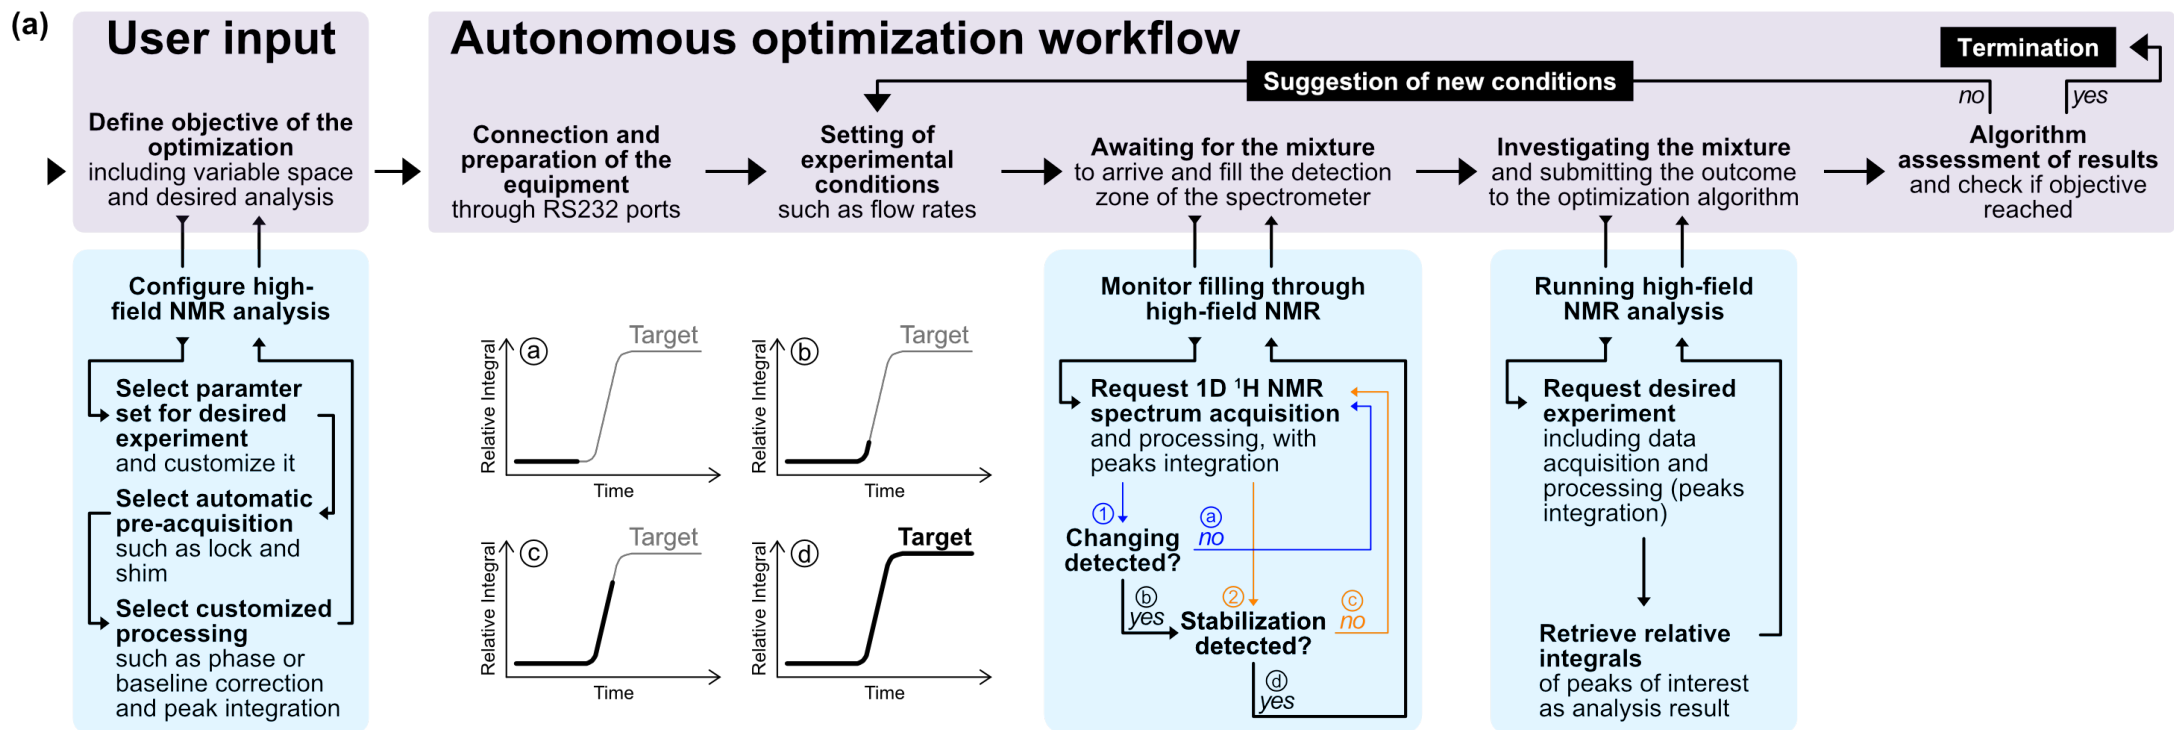 (a)
User input
Define objective of the
optimization
including variable space
and desired analysis
Configure high-
field NMR analysis
Select paramter
set for desired
experiment
and customize it
Select automatic
pre-acquisition
such as lock and
shim
Select customized
processing
such as phase or
baseline correction
and peak integration
Autonomous optimization workflow
Termination
Suggestion of new conditions
no
yes
Connection and
preparation of the
equipment
through RS232 ports
Setting of
experimental
conditions
such as flow rates
Awaiting for the mixture
to arrive and fill the detection
zone of the spectrometer
Investigating the mixture
and submitting the outcome
to the optimization algorithm
Algorithm
assessment of results
and check if objective
reached
a
Target
Relative Integral
Time
b
Target
Relative Integral
Time
c
Target
Relative Integral
Time
d
Target
Relative Integral
Time
Monitor filling through
high-field NMR
Request 1D ¹H NMR
spectrum acquisition
and processing, with
peaks integration
1
Changing
detected?
a
no
b
yes
2
Stabilization
detected?
c
no
d
yes
Running high-field
NMR analysis
Request desired
experiment
including data
acquisition and
processing (peaks
integration)
Retrieve relative
integrals
of peaks of interest
as analysis result